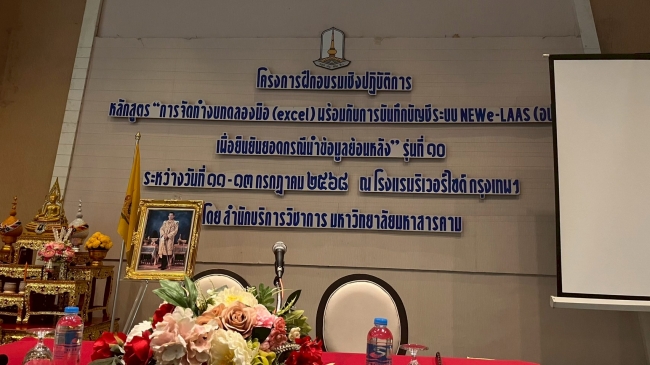 โครงการฝึกอบรมเชิงปฏิบัติการ
หลักสูตร “การจัดทำงบทดลองมือ (excel) พร้อมกับการบันทึกบัญชีระบบ NEWe-LAAS
เพื่อยืนยันยอดกรณีนำข้อมูลย้อนหลัง” รุ่นที่ ๑๐
ระหว่างวันที่ ๑๑-๑๓ กรกฎาคม ๒๕๖๘ ณ โรงแรมริเวอร์ไซด์ กรุงเทพฯ
โดย สำนักบริการวิชาการ มหาวิทยาลัยมหาสารคาม